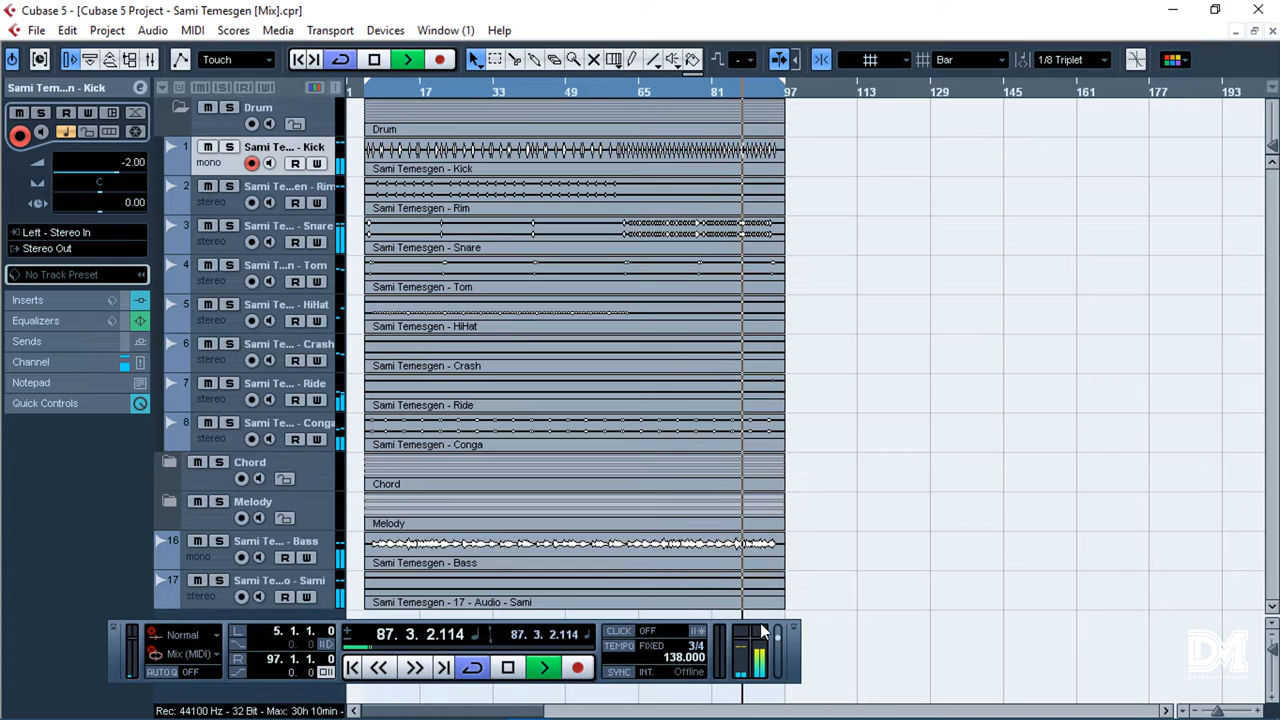 Cubase 5 - [Cubase 5 Project - Sami Temesgen [Mix].cpr]
File Edit Project Audio MIDI Scores Media Transport Devices Window (1) Help
Touch Bar 1/8 Triplet
Sami Tem...n - Kick
1 17 33 49 65 81 97 113 129 145 161 177 193
M S R W
-2.00
C
0.00
Left - Stereo In
Stereo Out
No Track Preset
Inserts
Equalizers
Sends
Channel
Notepad
Quick Controls
M S Drum
Drum
1 M S Sami Te... - Kick
mono R W
Sami Temesgen - Kick
2 M S Sami Te...en - Rim
stereo R W
Sami Temesgen - Rim
3 M S Sami Te... - Snare
stereo R W
Sami Temesgen - Snare
4 M S Sami T...n - Tom
stereo R W
Sami Temesgen - Tom
5 M S Sami Te... - HiHat
stereo R W
Sami Temesgen - HiHat
6 M S Sami Te... - Crash
stereo R W
Sami Temesgen - Crash
7 M S Sami Te... - Ride
stereo R W
Sami Temesgen - Ride
8 M S Sami Te... - Conga
stereo R W
Sami Temesgen - Conga
M S Chord
Chord
M S Melody
Melody
16 M S Sami Te... - Bass
mono R W
Sami Temesgen - Bass
17 M S Sami Te...o - Sami
stereo R W
Sami Temesgen - 17 - Audio - Sami
Normal
Mix (MIDI)
AUTO Q OFF
L 5. 1. 1. 0
0. 0. 0
R 97. 1. 1. 0
0. 0. 0
87. 3. 2.114 87. 3. 2.114
CLICK OFF
TEMPO FIXED 3/4
138.000
SYNC INT. Offline
DM
Rec: 44100 Hz - 32 Bit - Max: 30h 10min -